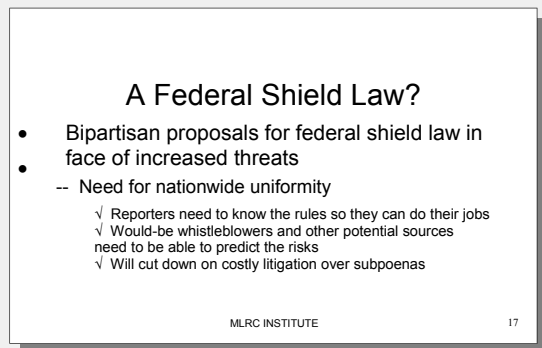 A Federal Shield Law?
• Bipartisan proposals for federal shield law in
face of increased threats
•
-- Need for nationwide uniformity
√ Reporters need to know the rules so they can do their jobs
√ Would-be whistleblowers and other potential sources
need to be able to predict the risks
√ Will cut down on costly litigation over subpoenas
MLRC INSTITUTE
17